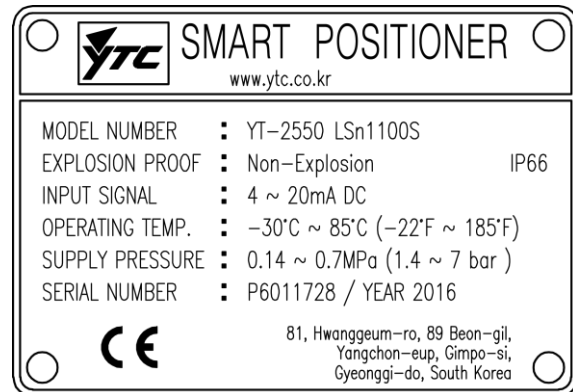 YTC SMART POSITIONER
www.ytc.co.kr
MODEL NUMBER : YT-2550 LSn1100S
EXPLOSION PROOF : Non-Explosion IP66
INPUT SIGNAL : 4 ~ 20mA DC
OPERATING TEMP. : -30°C ~ 85°C (-22°F ~ 185°F)
SUPPLY PRESSURE : 0.14 ~ 0.7MPa (1.4 ~ 7 bar )
SERIAL NUMBER : P6011728 / YEAR 2016
CE
81, Hwanggeum-ro, 89 Beon-gil,
Yangchon-eup, Gimpo-si,
Gyeonggi-do, South Korea